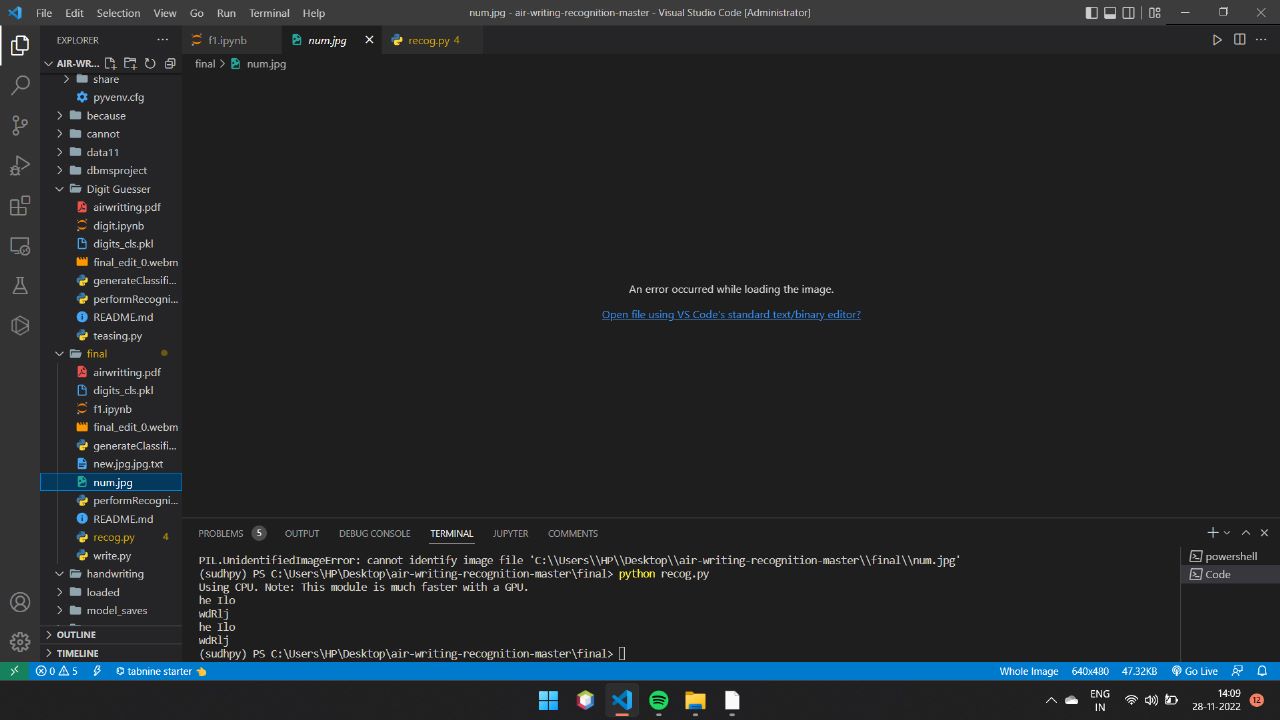 File Edit Selection View Go Run Terminal Help num.jpg - air-writing-recognition-master - Visual Studio Code [Administrator]
EXPLORER
f1.ipynb num.jpg recog.py 4
AIR-WR...
final > num.jpg
share
pyvenv.cfg
because
cannot
data11
dbmsproject
Digit Guesser
airwritting.pdf
digit.ipynb
digits_cls.pkl
final_edit_0.webm
generateClassifi...
performRecogni...
README.md
teasing.py
final
airwritting.pdf
digits_cls.pkl
f1.ipynb
final_edit_0.webm
generateClassifi...
new.jpg.jpg.txt
num.jpg
performRecogni...
README.md
recog.py 4
write.py
handwriting
loaded
model_saves
OUTLINE
TIMELINE
An error occurred while loading the image.
Open file using VS Code's standard text/binary editor?
PROBLEMS 5 OUTPUT DEBUG CONSOLE TERMINAL JUPYTER COMMENTS
PIL.UnidentifiedImageError: cannot identify image file 'C:\\Users\\HP\\Desktop\\air-writing-recognition-master\\final\\num.jpg'
(sudhpy) PS C:\Users\HP\Desktop\air-writing-recognition-master\final> python recog.py
Using CPU. Note: This module is much faster with a GPU.
he Ilo
wdRlj
he Ilo
wdRlj
(sudhpy) PS C:\Users\HP\Desktop\air-writing-recognition-master\final>
powershell
Code
0 5 tabnine starter Whole Image 640x480 47.32KB Go Live
ENG
IN
14:09
28-11-2022
12